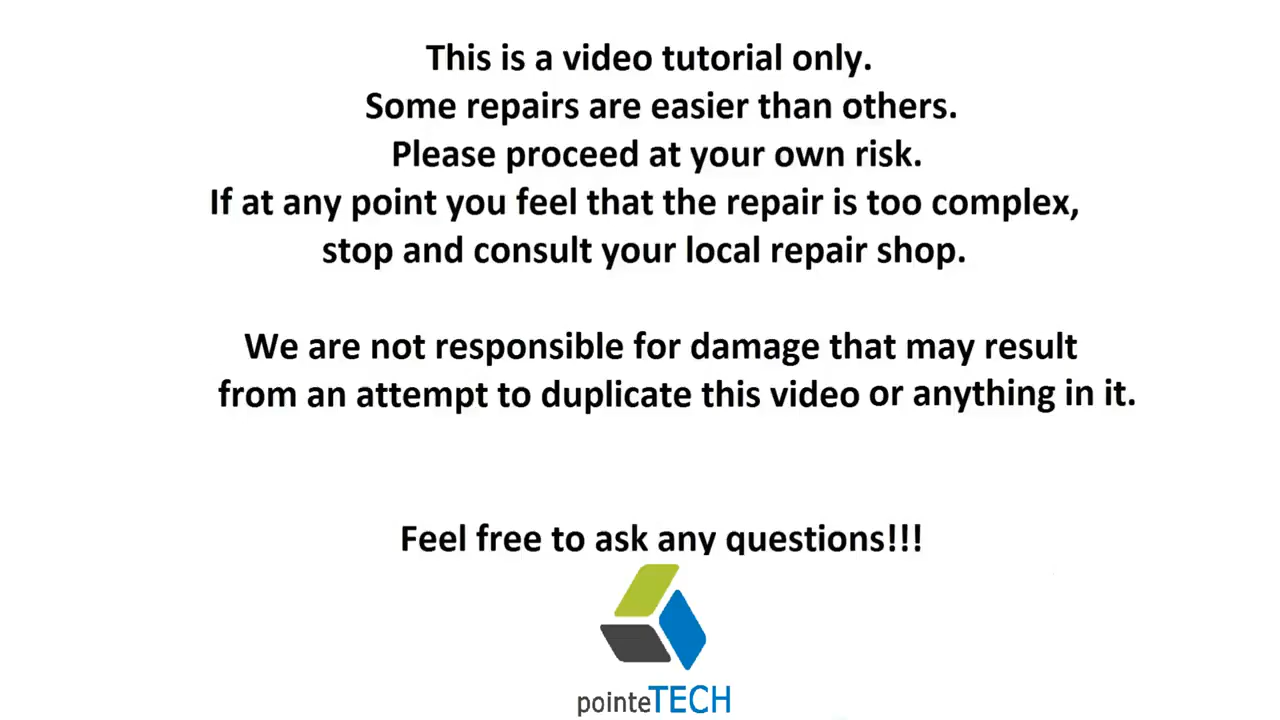 This is a video tutorial only.
Some repairs are easier than others.
Please proceed at your own risk.
If at any point you feel that the repair is too complex,
stop and consult your local repair shop.
We are not responsible for damage that may result
from an attempt to duplicate this video or anything in it.
Feel free to ask any questions!!!
pointeTECH